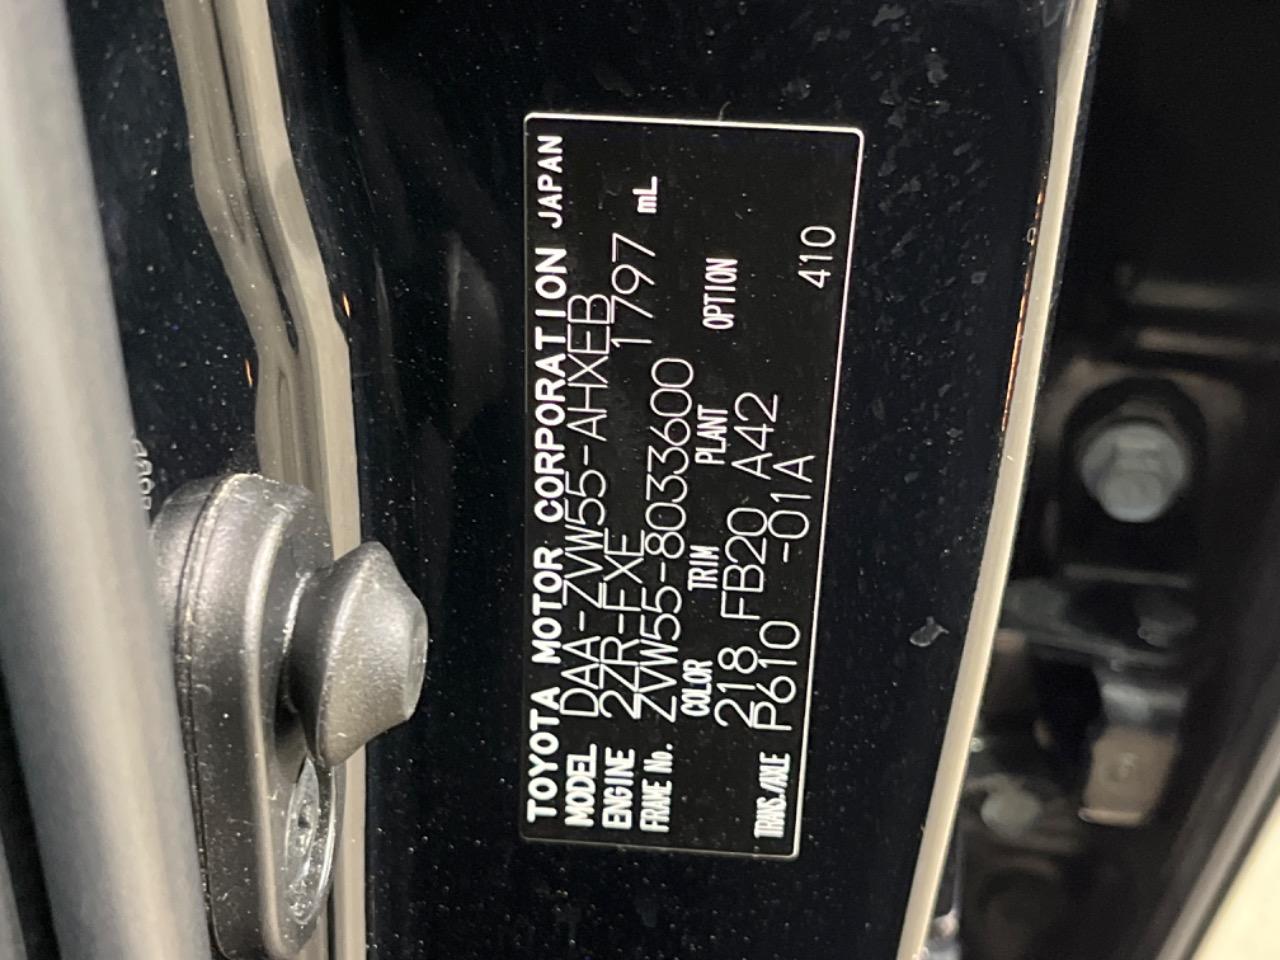 TOYOTA MOTOR CORPORATION JAPAN
MODEL DAA-ZVW55-AHXEB
ENGINE 2ZR-FXE 1797 mL
FRAME No. ZVW55-8033600
COLOR TRIM PLANT OPTION
218 FB20 A42
TRANS./AXLE P610 -01A 410